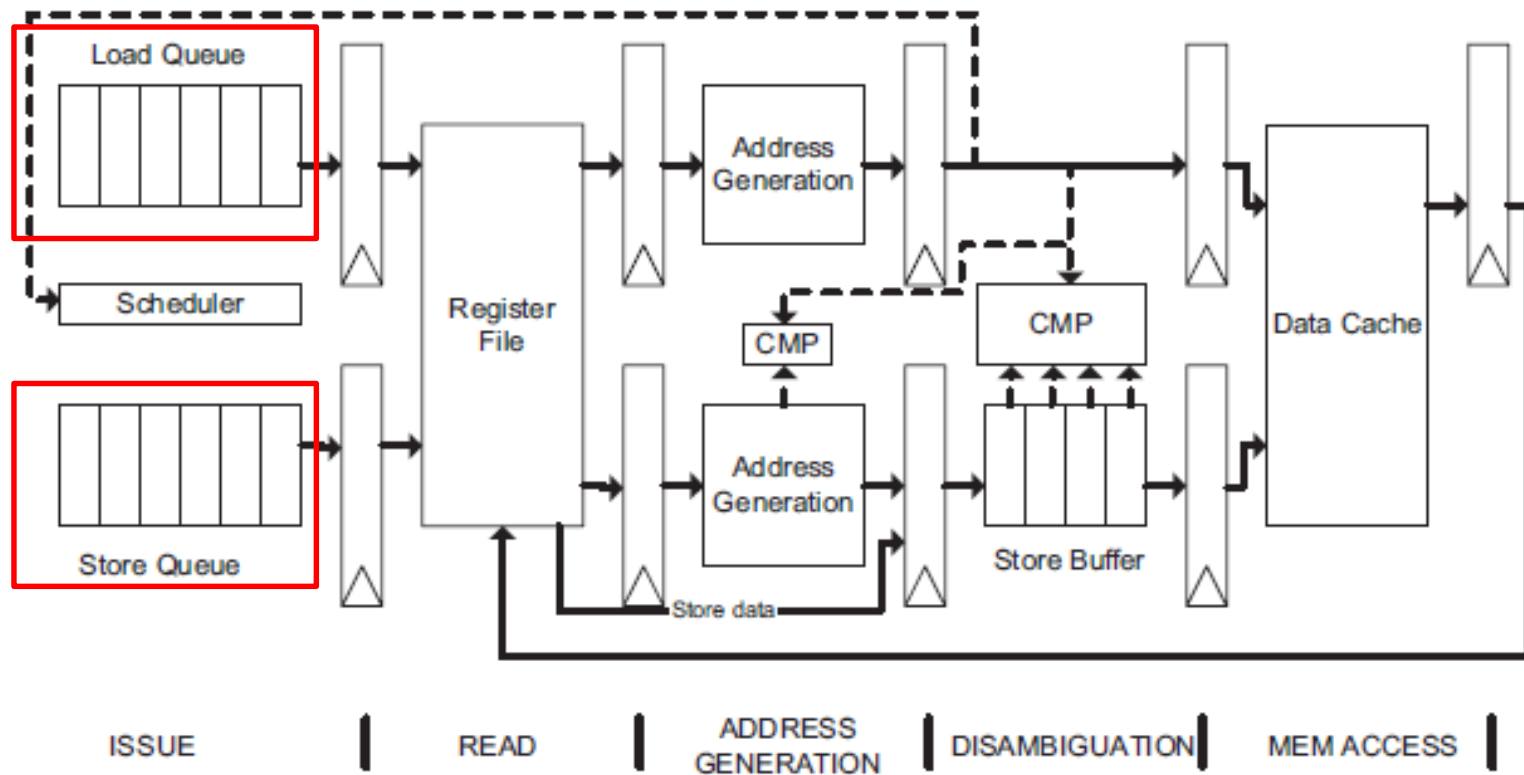 Load Queue
Scheduler
Store Queue
Register
File
Address
Generation
CMP
Address
Generation
Store data
CMP
Store Buffer
Data Cache
ISSUE
READ
ADDRESS
GENERATION
DISAMBIGUATION
MEM ACCESS